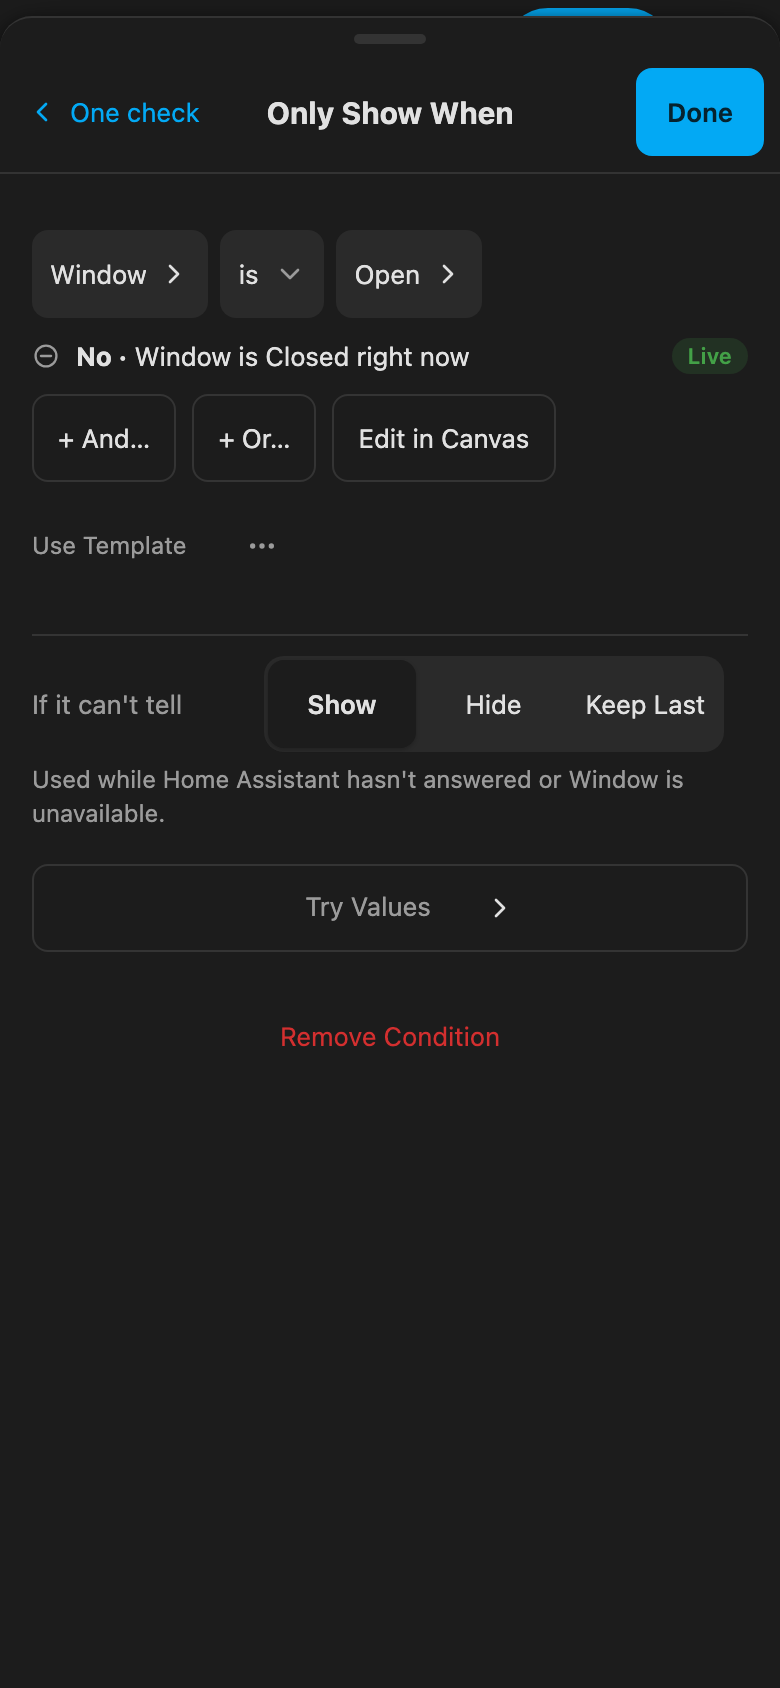 One check
Only Show When
Done
Window
is
Open
No · Window is Closed right now
Live
+ And...
+ Or...
Edit in Canvas
Use Template
If it can't tell
Show
Hide
Keep Last
Used while Home Assistant hasn't answered or Window is
unavailable.
Try Values
Remove Condition